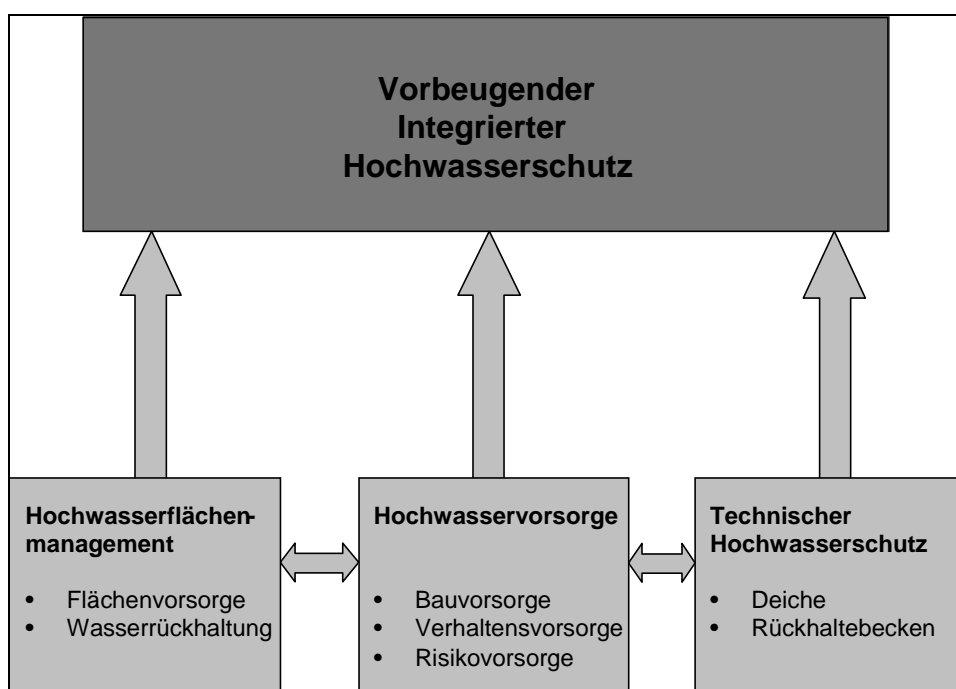 Vorbeugender
Integrierter
Hochwasserschutz
Hochwasserflächen-
management
• Flächenvorsorge
• Wasserrückhaltung
Hochwasservorsorge
• Bauvorsorge
• Verhaltensvorsorge
• Risikovorsorge
Technischer
Hochwasserschutz
• Deiche
• Rückhaltebecken